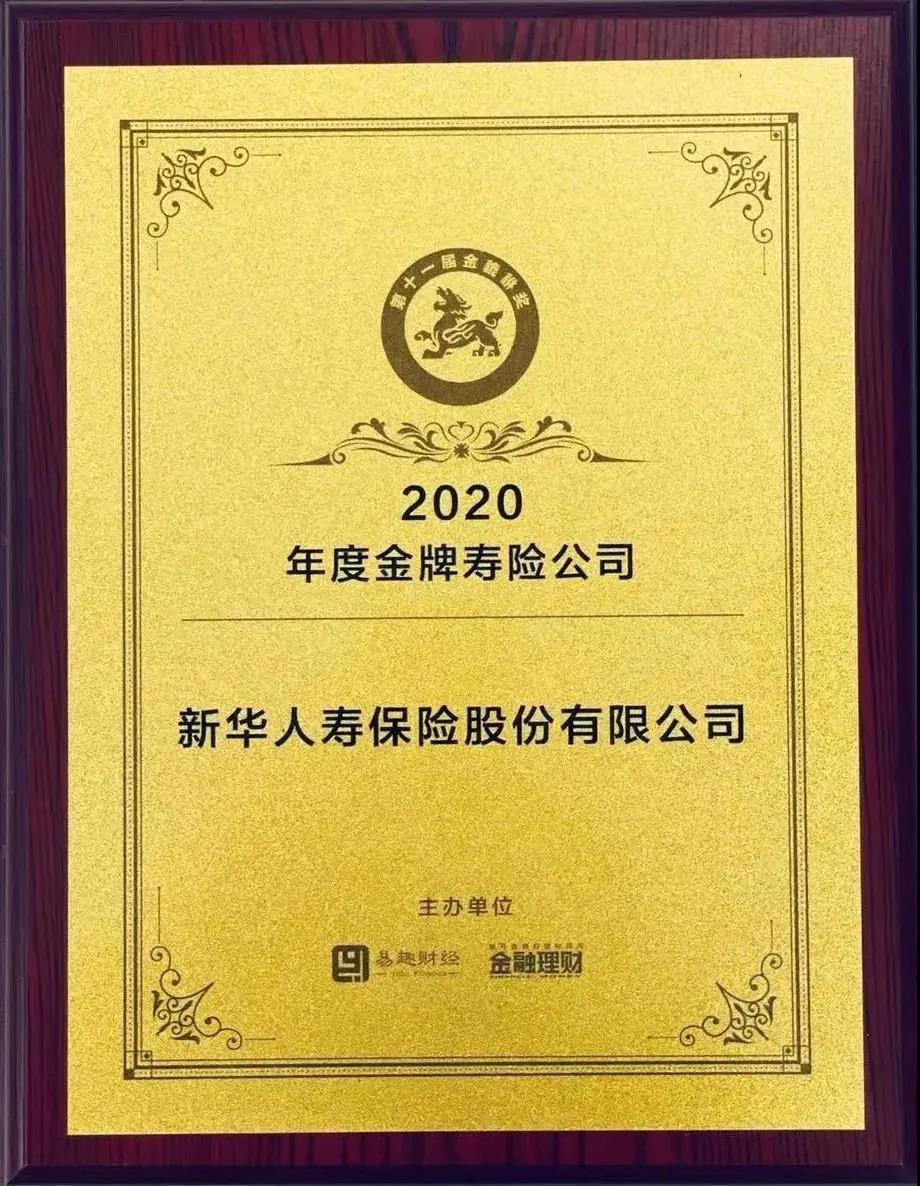 第十一届金貔貅奖
2020
年度金牌寿险公司
新华人寿保险股份有限公司
主办单位
易趣财经
金融理财